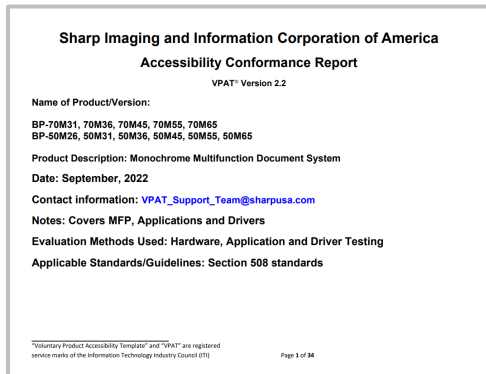 Sharp Imaging and Information Corporation of America
Accessibility Conformance Report
VPAT® Version 2.2
Name of Product/Version:
BP-70M31, 70M36, 70M45, 70M55, 70M65
BP-50M26, 50M31, 50M36, 50M45, 50M55, 50M65
Product Description: Monochrome Multifunction Document System
Date: September, 2022
Contact information: VPAT_Support_Team@sharpusa.com
Notes: Covers MFP, Applications and Drivers
Evaluation Methods Used: Hardware, Application and Driver Testing
Applicable Standards/Guidelines: Section 508 standards
"Voluntary Product Accessibility Template" and "VPAT" are registered
service marks of the Information Technology Industry Council (ITI) Page 1 of 34